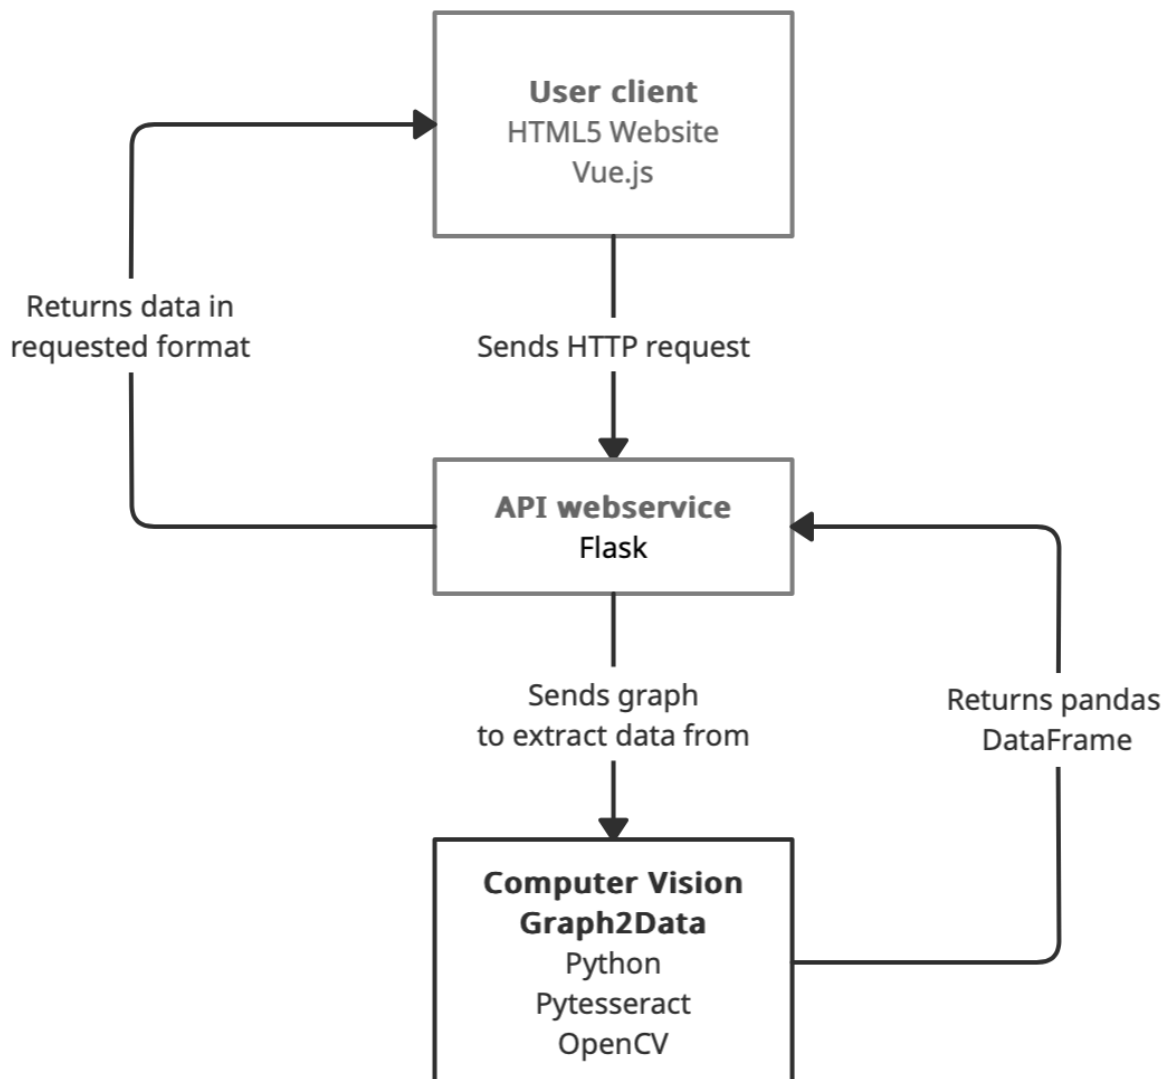 User client
HTML5 Website
Vue.js
Returns data in
requested format
Sends HTTP request
API webservice
Flask
Sends graph
to extract data from
Returns pandas
DataFrame
Computer Vision
Graph2Data
Python
Pytesseract
OpenCV